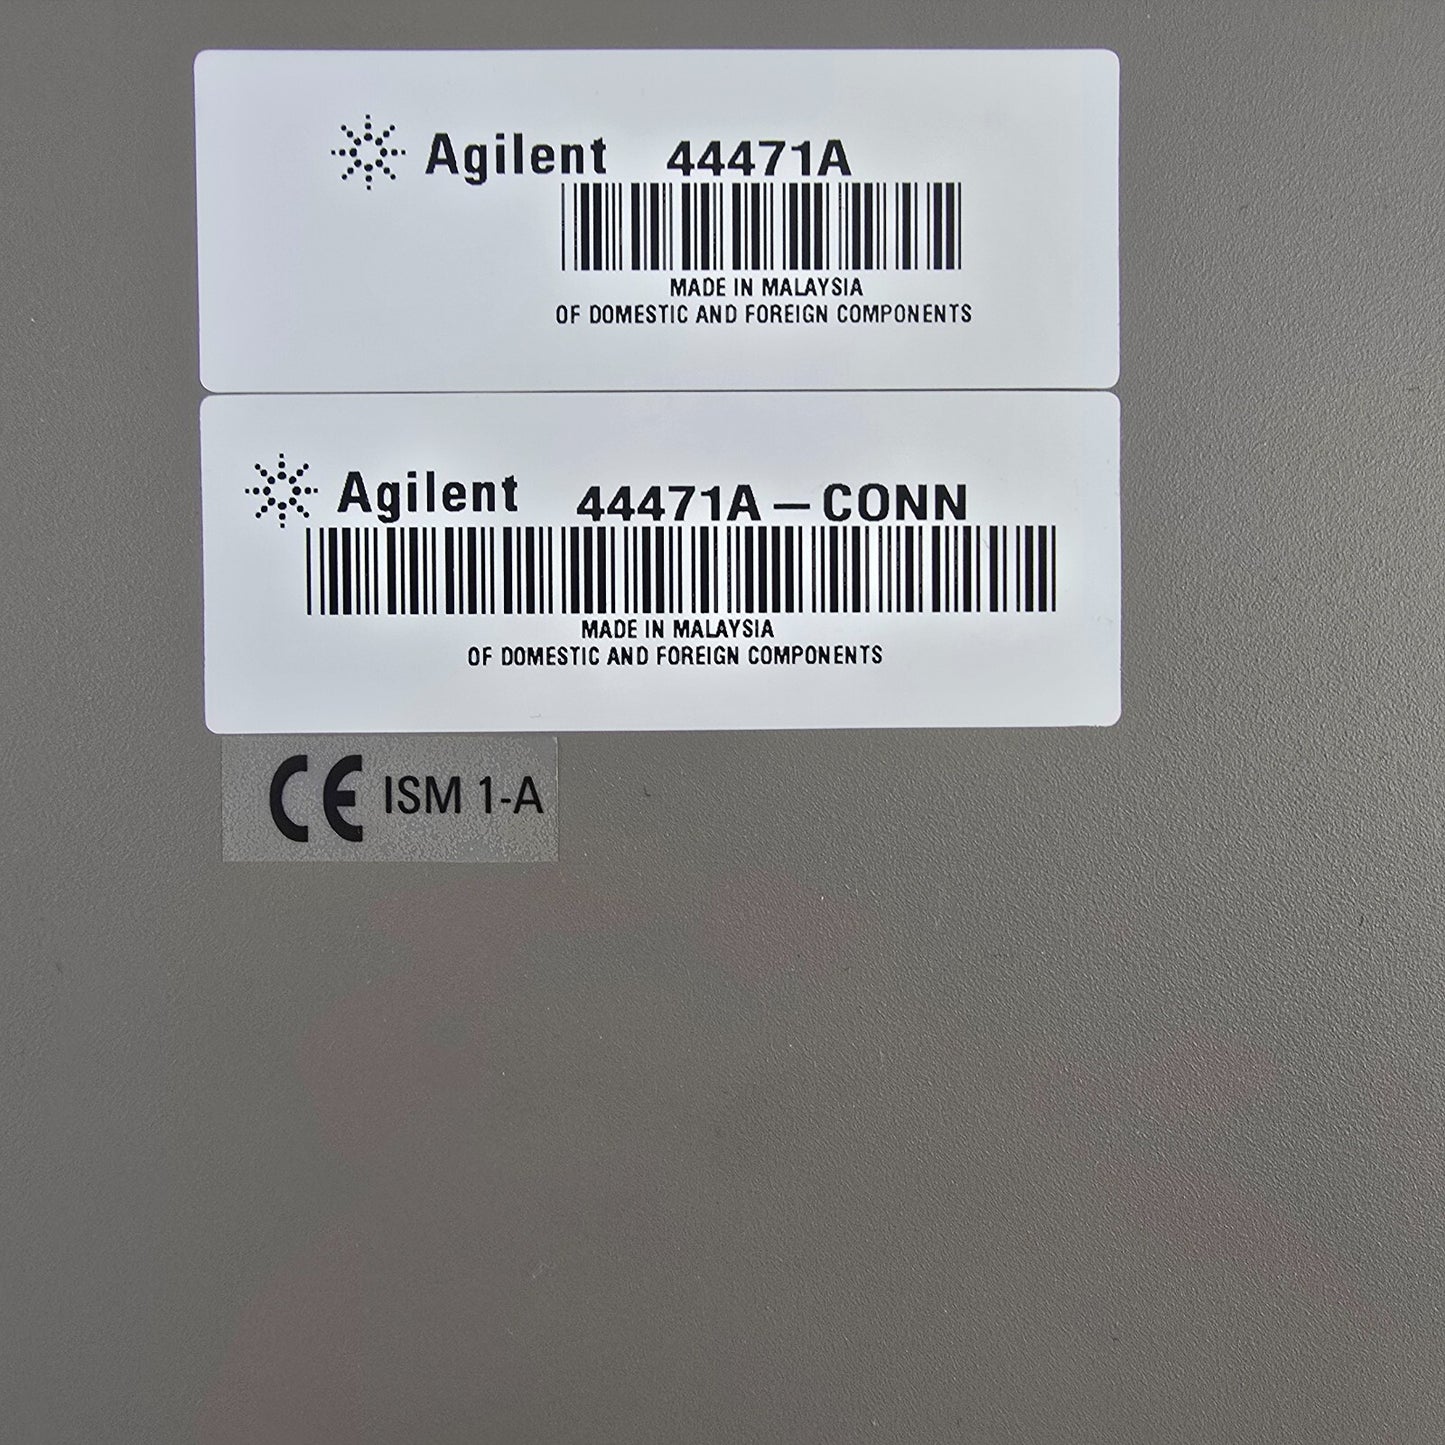 Agilent 44471A
MADE IN MALAYSIA
OF DOMESTIC AND FOREIGN COMPONENTS
Agilent 44471A – CONN
MADE IN MALAYSIA
OF DOMESTIC AND FOREIGN COMPONENTS
CE ISM 1-A